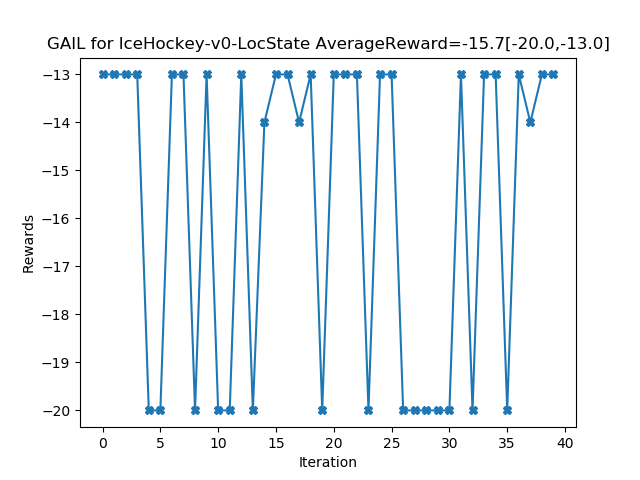 GAIL for IceHockey-v0-LocState AverageReward=-15.7[-20.0,-13.0]
−13
−14
−15
−16
−17
−18
−19
−20
Rewards
0 5 10 15 20 25 30 35 40
Iteration